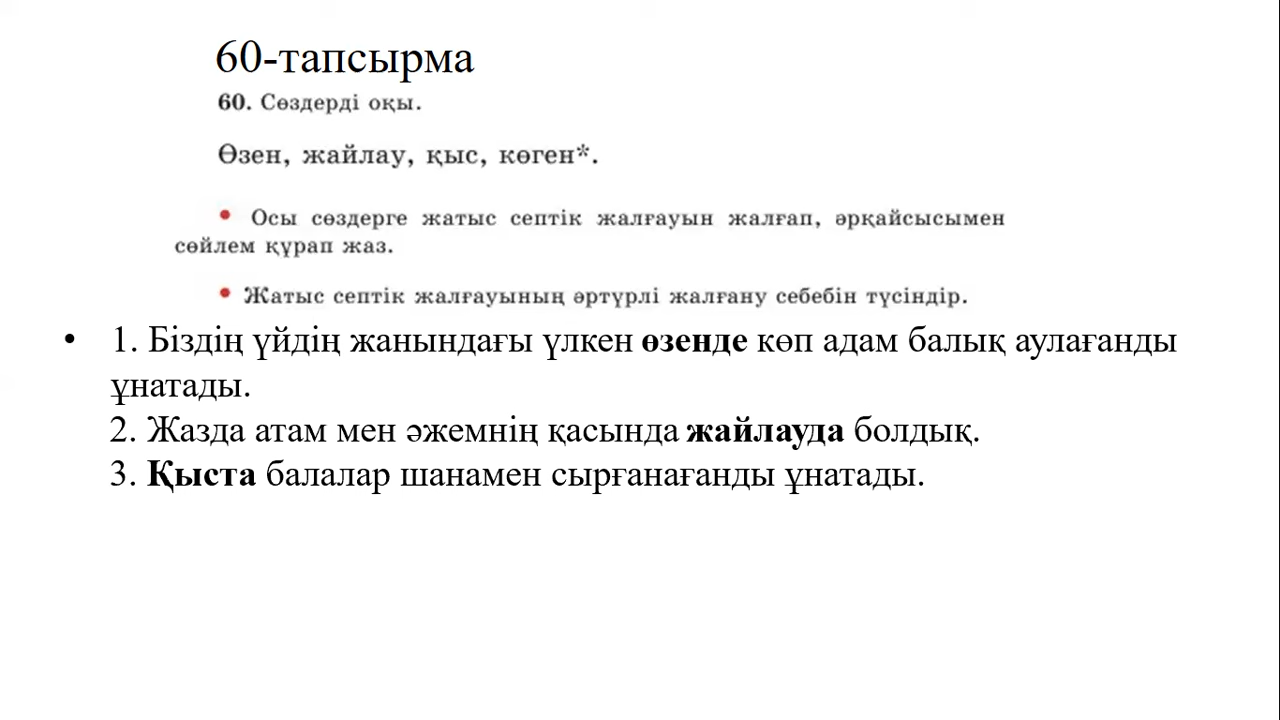 60-тапсырма
60. Сөздерді оқы.
Өзен, жайлау, қыс, көген*.
• Осы сөздерге жатыс септік жалғауын жалғап, әрқайсысымен
сөйлем құрап жаз.
• Жатыс септік жалғауының әртүрлі жалғану себебін түсіндір.
• 1. Біздің үйдің жанындағы үлкен өзенде көп адам балық аулағанды
ұнатады.
2. Жазда атам мен әжемнің қасында жайлауда болдық.
3. Қыста балалар шанамен сырғанағанды ұнатады.